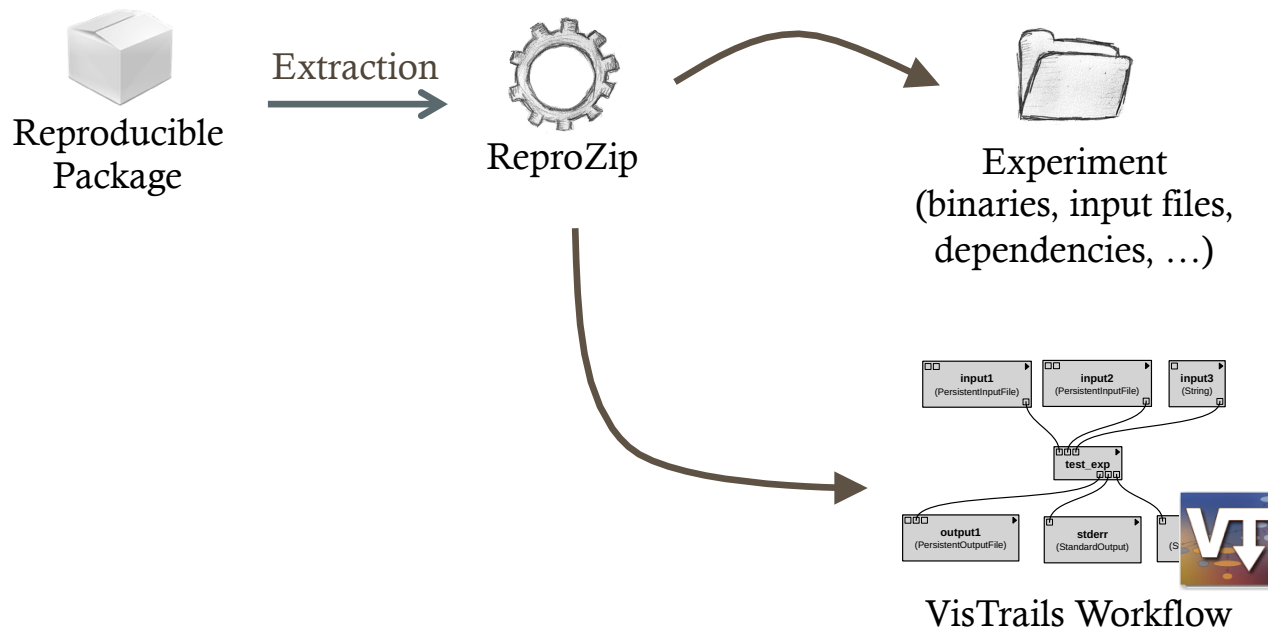 Extraction
Reproducible
Package
ReproZip
Experiment
(binaries, input files,
dependencies, …)
input1
(PersistentInputFile)
input2
(PersistentInputFile)
input3
(String)
test_exp
output1
(PersistentOutputFile)
stderr
(StandardOutput)
VT
VisTrails Workflow